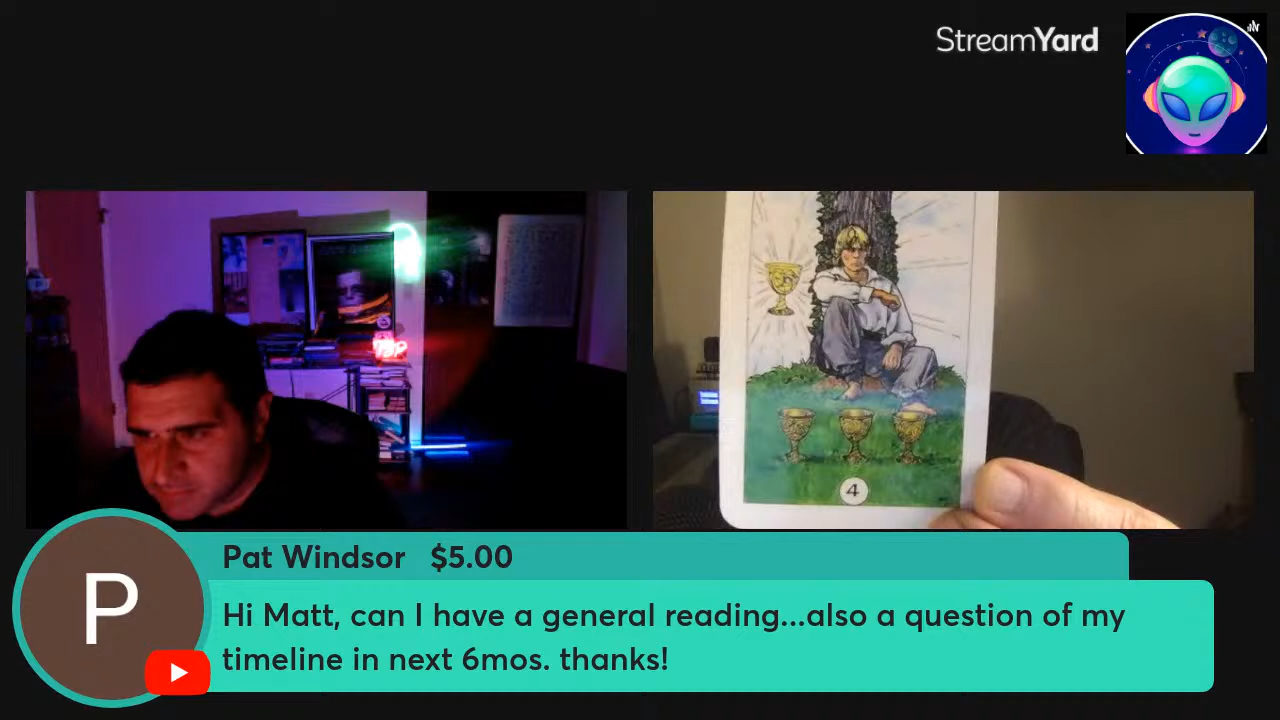 StreamYard
4
Pat Windsor $5.00
P
Hi Matt, can I have a general reading...also a question of my
timeline in next 6mos. thanks!